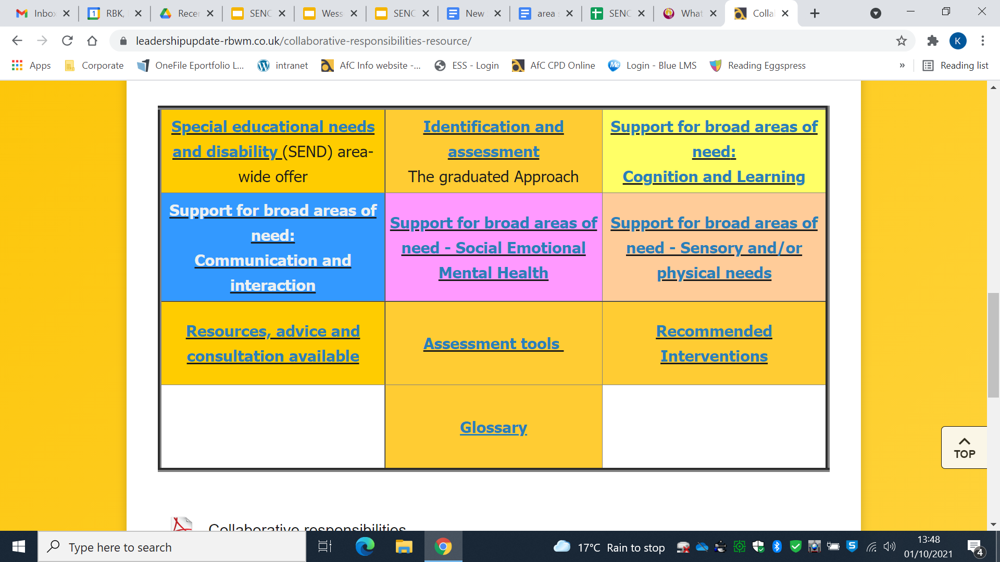 Inbox
RBK,
Recen
SENC
Wess
SENC
New
area
SENC
What
Colla
leadershipupdate-rbwm.co.uk/collaborative-responsibilities-resource/
K
Apps
Corporate
OneFile Eportfolio L...
intranet
AfC Info website -...
ESS - Login
AfC CPD Online
Login - Blue LMS
Reading Eggspress
»
Reading list
Special educational needs
and disability (SEND) area-
wide offer
Identification and
assessment
The graduated Approach
Support for broad areas of
need:
Cognition and Learning
Support for broad areas of
need:
Communication and
interaction
Support for broad areas of
need - Social Emotional
Mental Health
Support for broad areas of
need - Sensory and/or
physical needs
Resources, advice and
consultation available
Assessment tools
Recommended
Interventions
Glossary
TOP
Collaborative responsibilities
Type here to search
17°C Rain to stop
13:48
01/10/2021
4